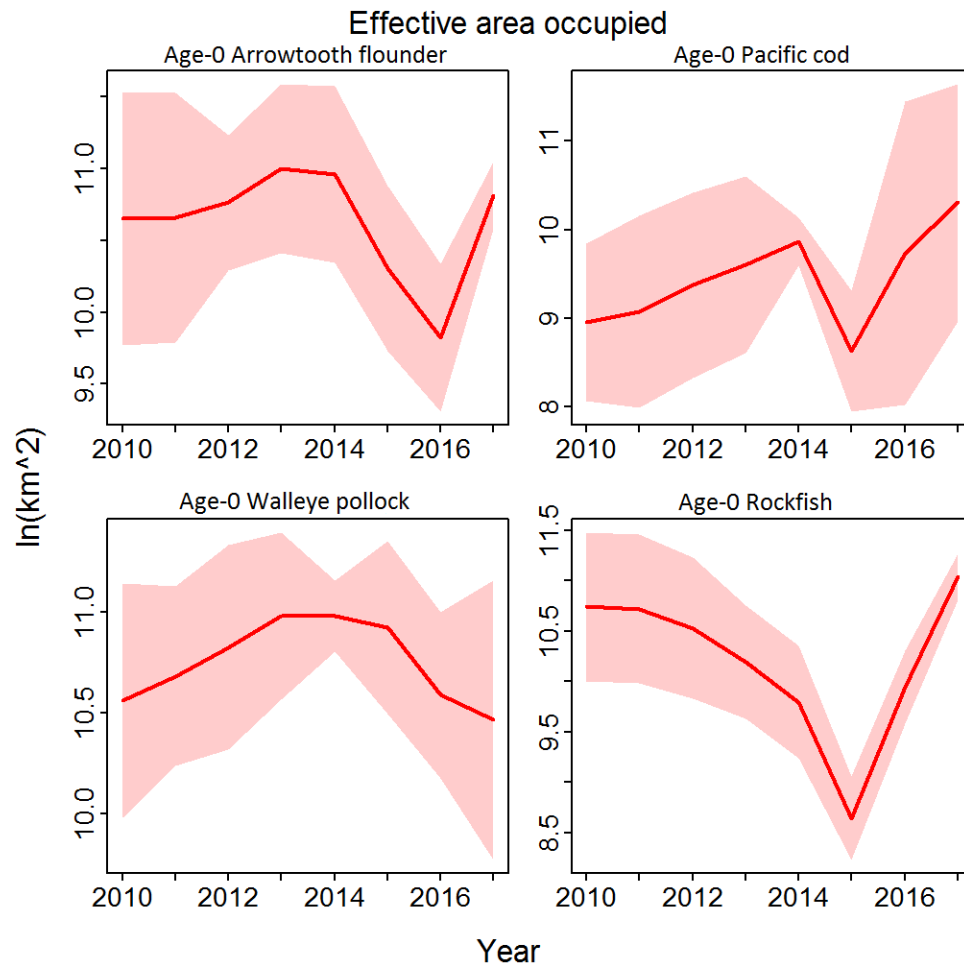 Effective area occupied
Age-0 Arrowtooth flounder
Age-0 Pacific cod
11.0
10.0
9.5
11
10
9
8
2010 2012 2014 2016
2010 2012 2014 2016
Age-0 Walleye pollock
Age-0 Rockfish
ln(km^2)
11.0
10.5
10.0
11.5
10.5
9.5
8.5
2010 2012 2014 2016
2010 2012 2014 2016
Year